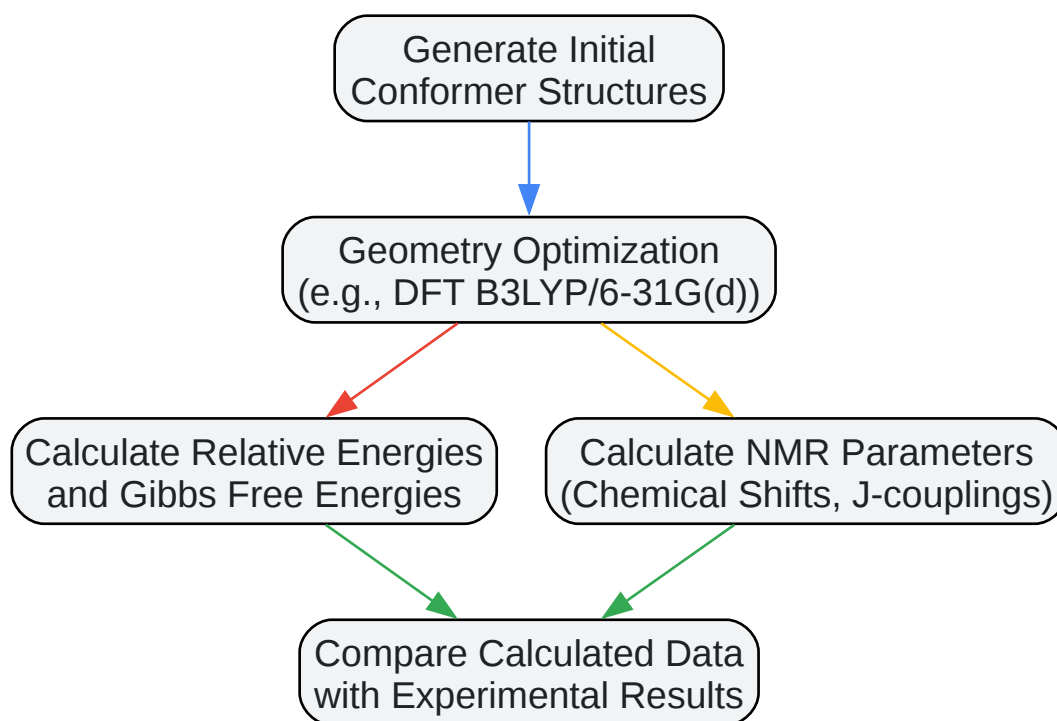 Generate Initial
Conformer Structures
Geometry Optimization
(e.g., DFT B3LYP/6-31G(d))
Calculate Relative Energies
and Gibbs Free Energies
Calculate NMR Parameters
(Chemical Shifts, J-couplings)
Compare Calculated Data
with Experimental Results